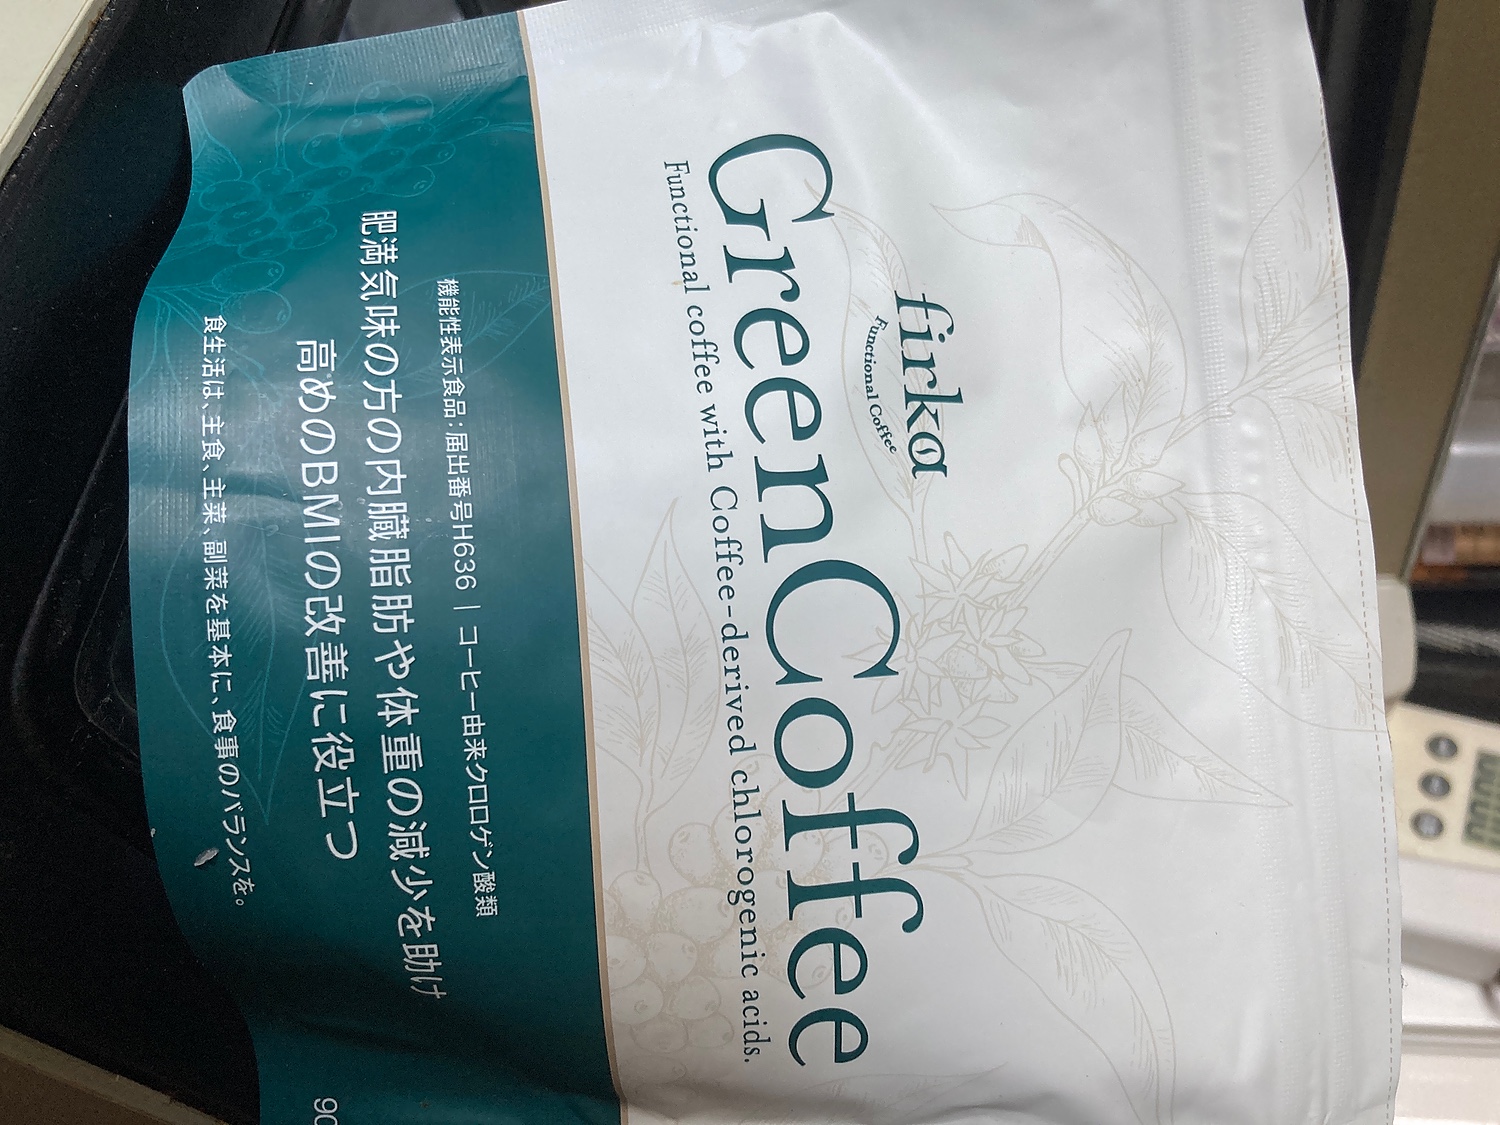 firka
Functional Coffee
GreenCoffee
Functional coffee with Coffee-derived chlorogenic acids.
機能性表示食品：届出番号H636｜コーヒー由来クロロゲン酸類
肥満気味の方の内臓脂肪や体重の減少を助け
高めのBMIの改善に役立つ
食生活は、主食、主菜、副菜を基本に、食事のバランスを。